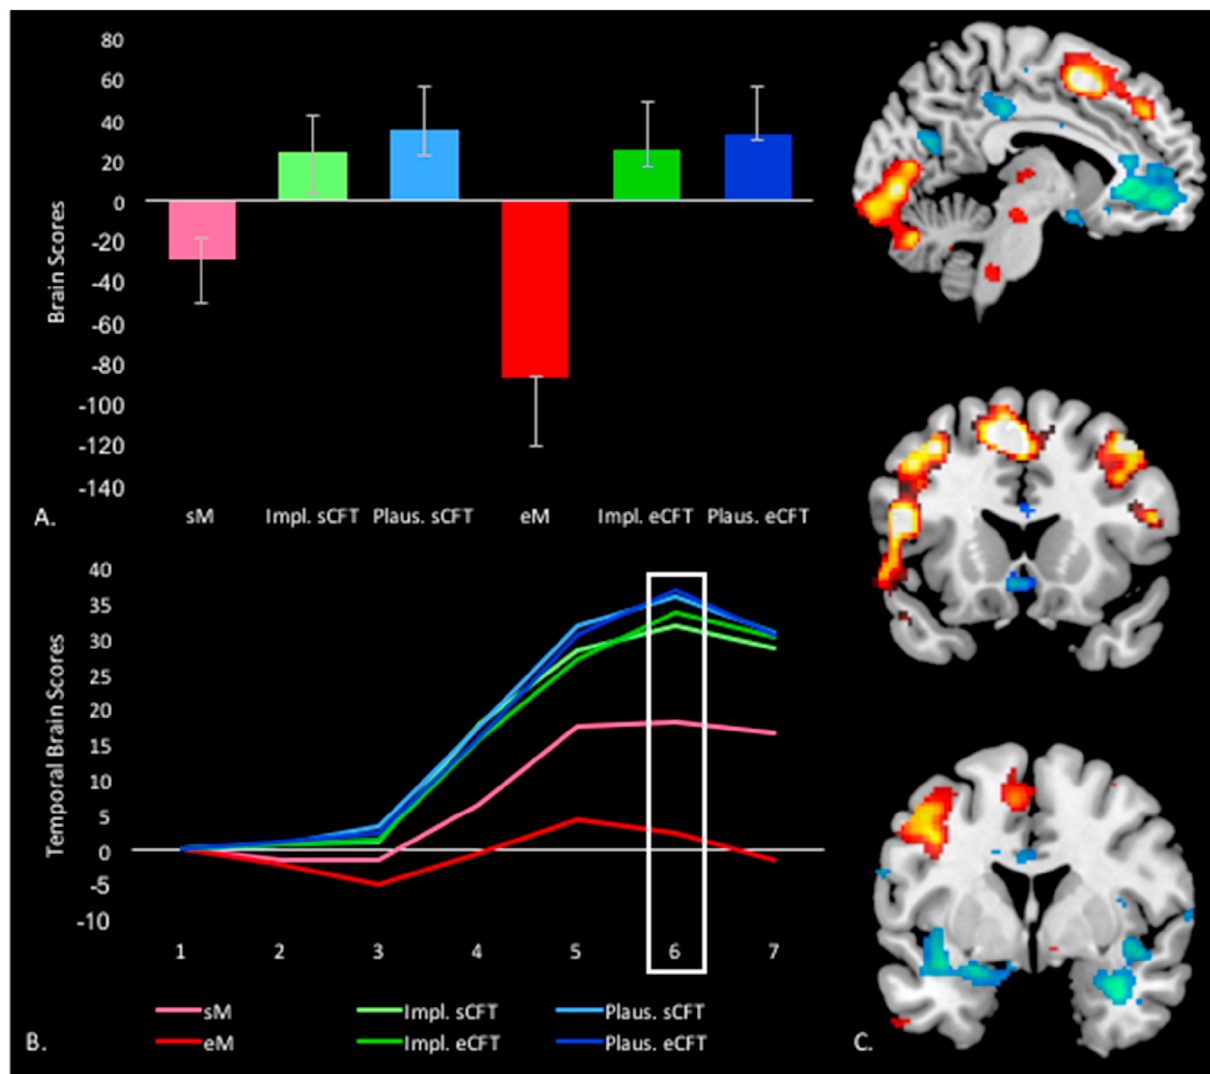 80
60
40
20
0
-20
-40
-60
-80
-100
-120
-140
Brain Scores
A.
sM Impl. sCFT Plaus. sCFT eM Impl. eCFT Plaus. eCFT
40
35
30
25
20
15
10
5
0
-5
-10
Temporal Brain Scores
1 2 3 4 5 6 7
sM Impl. sCFT Plaus. sCFT
eM Impl. eCFT Plaus. eCFT
B.
C.